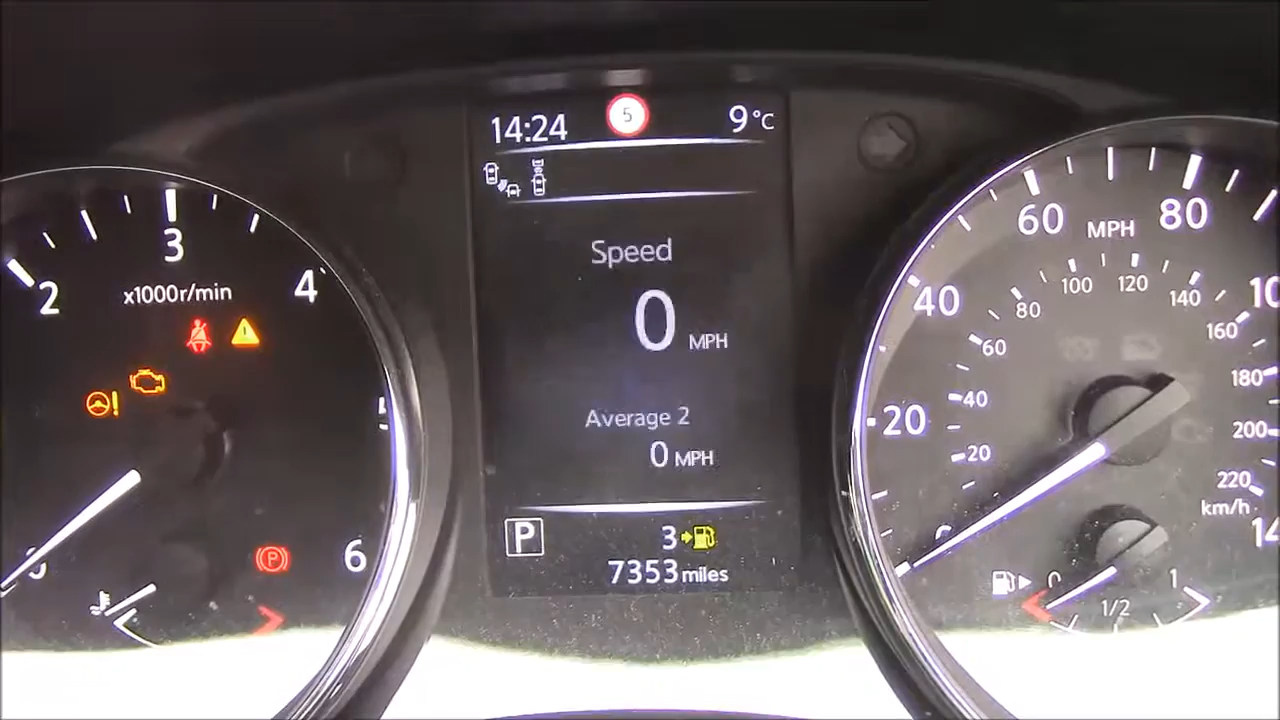 14:24
5
9°C
Speed
0 MPH
Average 2
0 MPH
P
3
7353 miles
2
3
4
6
x1000r/min
!
!
P
20
40
60
80
MPH
20
40
60
80
100
120
140
160
180
200
220
km/h
0
1/2
1